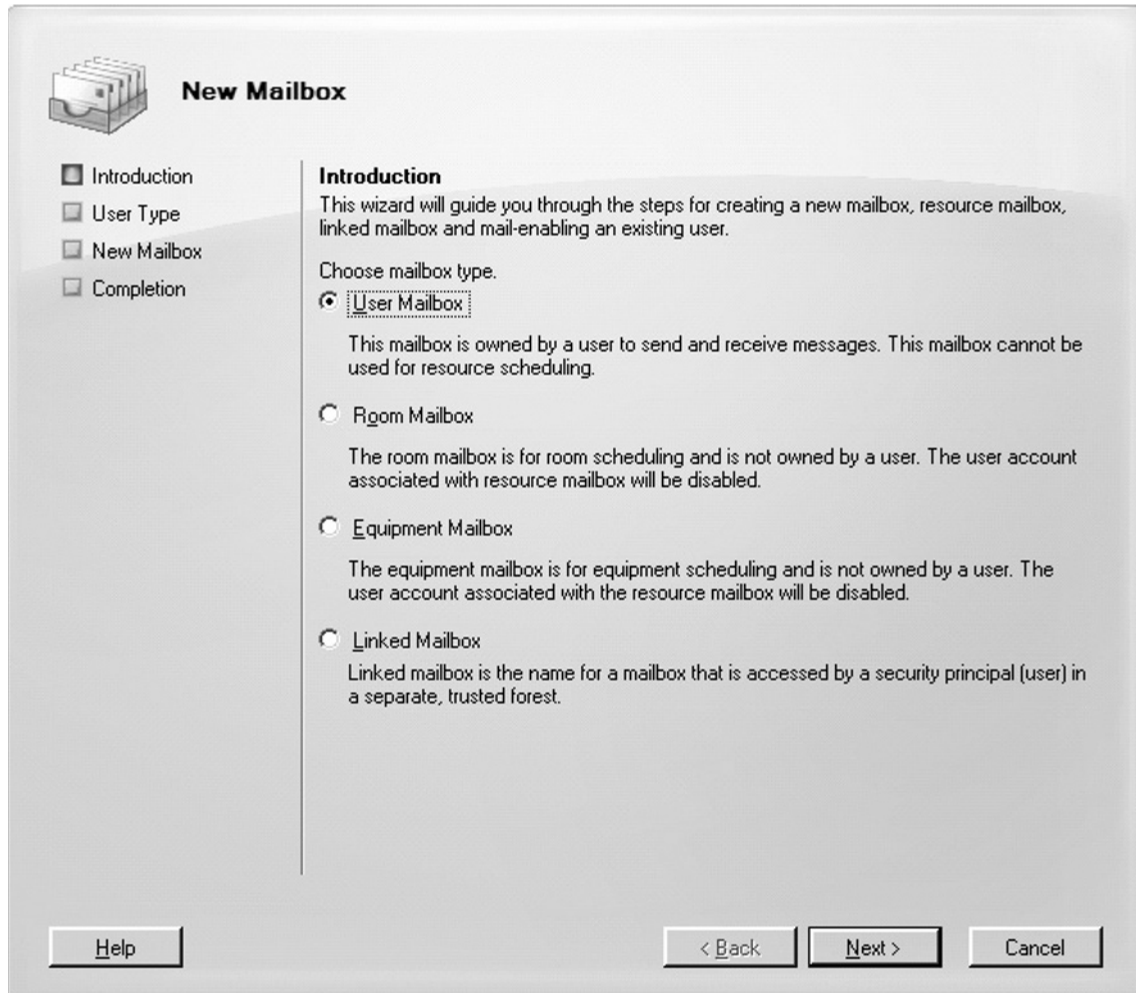 New Mailbox
Introduction
User Type
New Mailbox
Completion
Introduction
This wizard will guide you through the steps for creating a new mailbox, resource mailbox,
linked mailbox and mail-enabling an existing user.
Choose mailbox type.
User Mailbox
This mailbox is owned by a user to send and receive messages. This mailbox cannot be
used for resource scheduling.
Room Mailbox
The room mailbox is for room scheduling and is not owned by a user. The user account
associated with resource mailbox will be disabled.
Equipment Mailbox
The equipment mailbox is for equipment scheduling and is not owned by a user. The
user account associated with the resource mailbox will be disabled.
Linked Mailbox
Linked mailbox is the name for a mailbox that is accessed by a security principal (user) in
a separate, trusted forest.
Help
< Back
Next >
Cancel